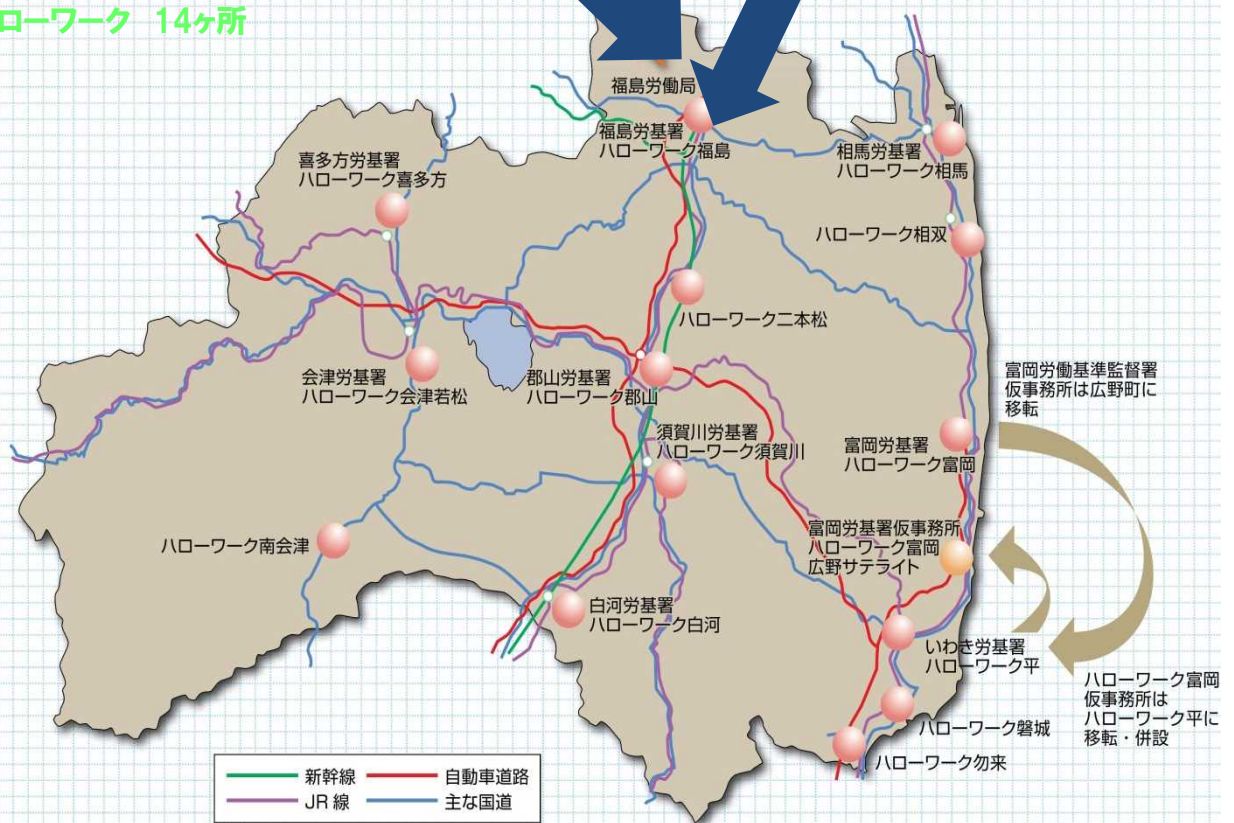 ローワーク 14ヶ所
福島労働局
福島労基署
ハローワーク福島
相馬労基署
ハローワーク相馬
喜多方労基署
ハローワーク喜多方
ハローワーク相双
ハローワーク二本松
会津労基署
ハローワーク会津若松
郡山労基署
ハローワーク郡山
富岡労働基準監督署
仮事務所は広野町に
移転
須賀川労基署
ハローワーク須賀川
富岡労基署
ハローワーク富岡
富岡労基署仮事務所
ハローワーク富岡
広野サテライト
ハローワーク南会津
白河労基署
ハローワーク白河
いわき労基署
ハローワーク平
ハローワーク富岡
仮事務所は
ハローワーク平に
移転・併設
ハローワーク磐城
ハローワーク勿来
新幹線
自動車道路
JR線
主な国道